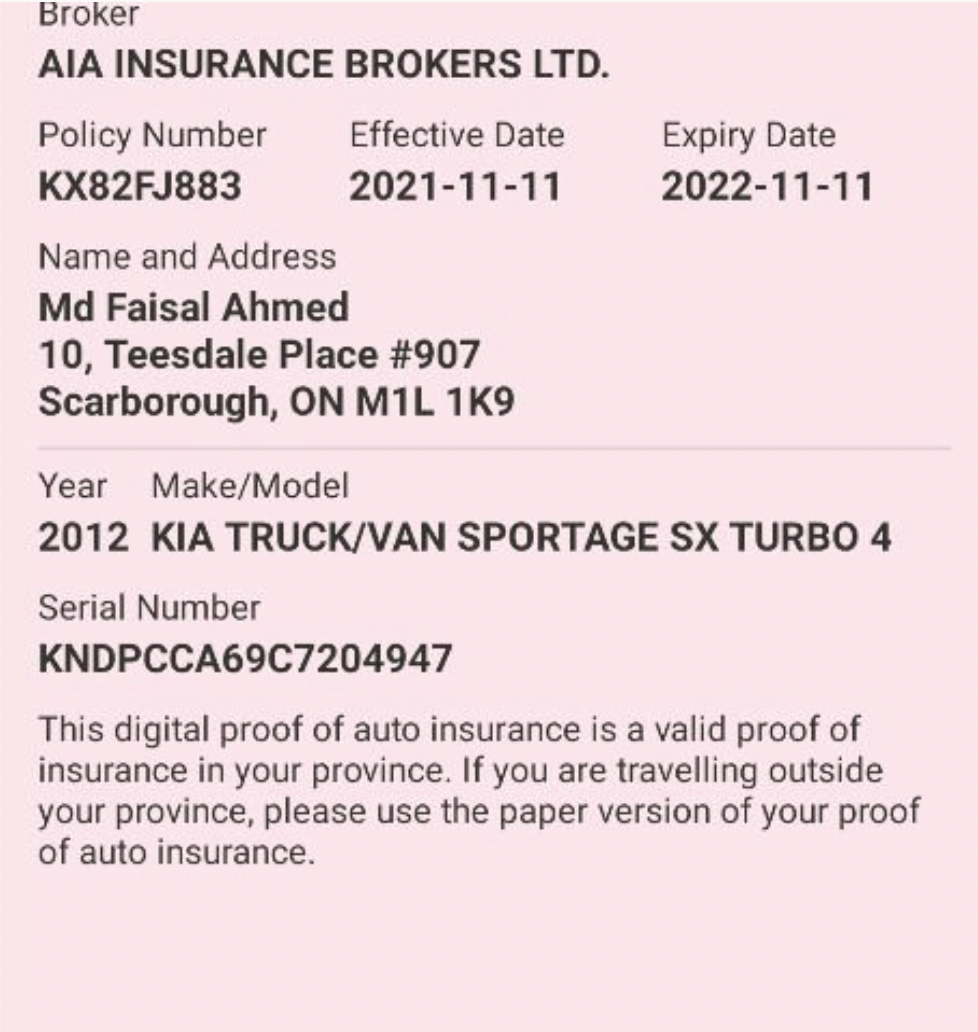 Broker
AIA INSURANCE BROKERS LTD.
Policy Number Effective Date Expiry Date
KX82FJ883 2021-11-11 2022-11-11
Name and Address
Md Faisal Ahmed
10, Teesdale Place #907
Scarborough, ON M1L 1K9
Year Make/Model
2012 KIA TRUCK/VAN SPORTAGE SX TURBO 4
Serial Number
KNDPCCA69C7204947
This digital proof of auto insurance is a valid proof of
insurance in your province. If you are travelling outside
your province, please use the paper version of your proof
of auto insurance.